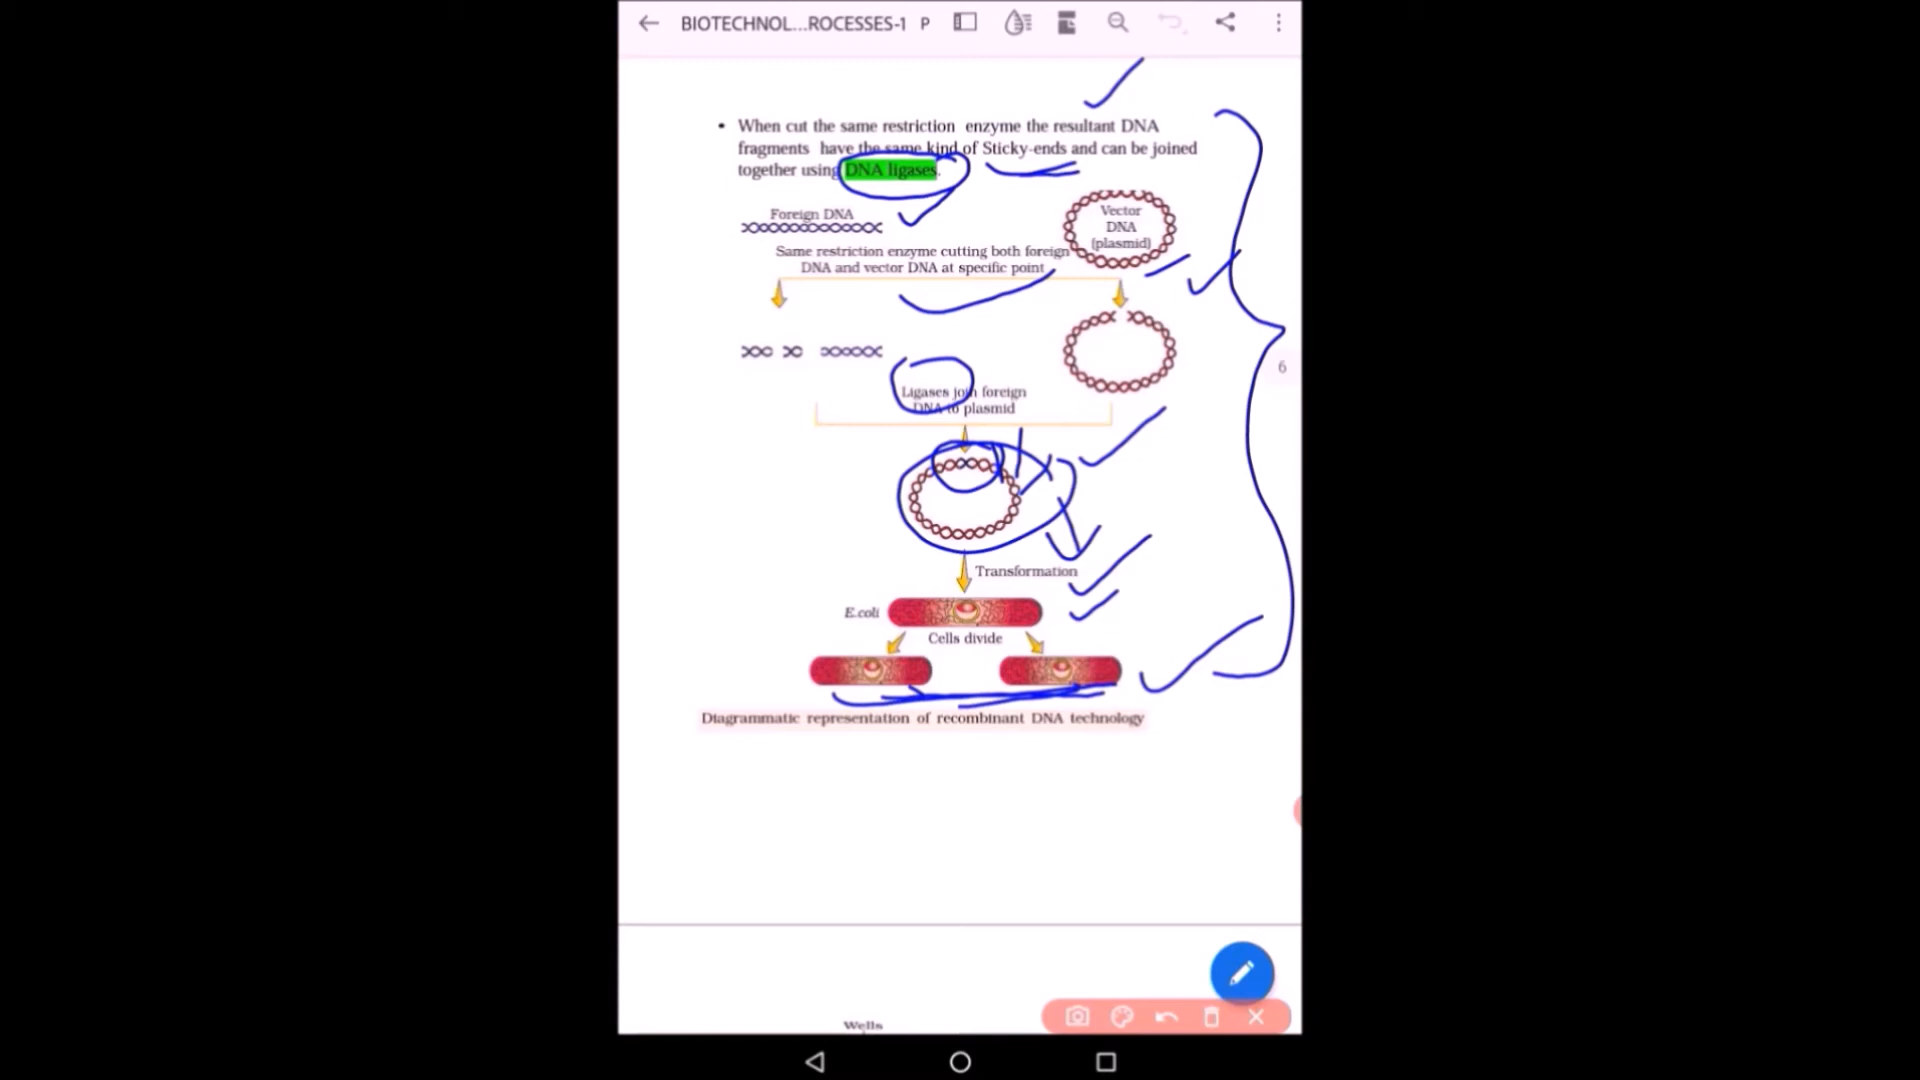 BIOTECHNOL...ROCESSES-1 P
• When cut the same restriction enzyme the resultant DNA
fragments have the same kind of Sticky-ends and can be joined
together using DNA ligases.
Foreign DNA
Vector
DNA
(plasmid)
Same restriction enzyme cutting both foreign
DNA and vector DNA at specific point
6
Ligases join foreign
DNA to plasmid
Transformation
E.coli
Cells divide
Diagrammatic representation of recombinant DNA technology
Wells